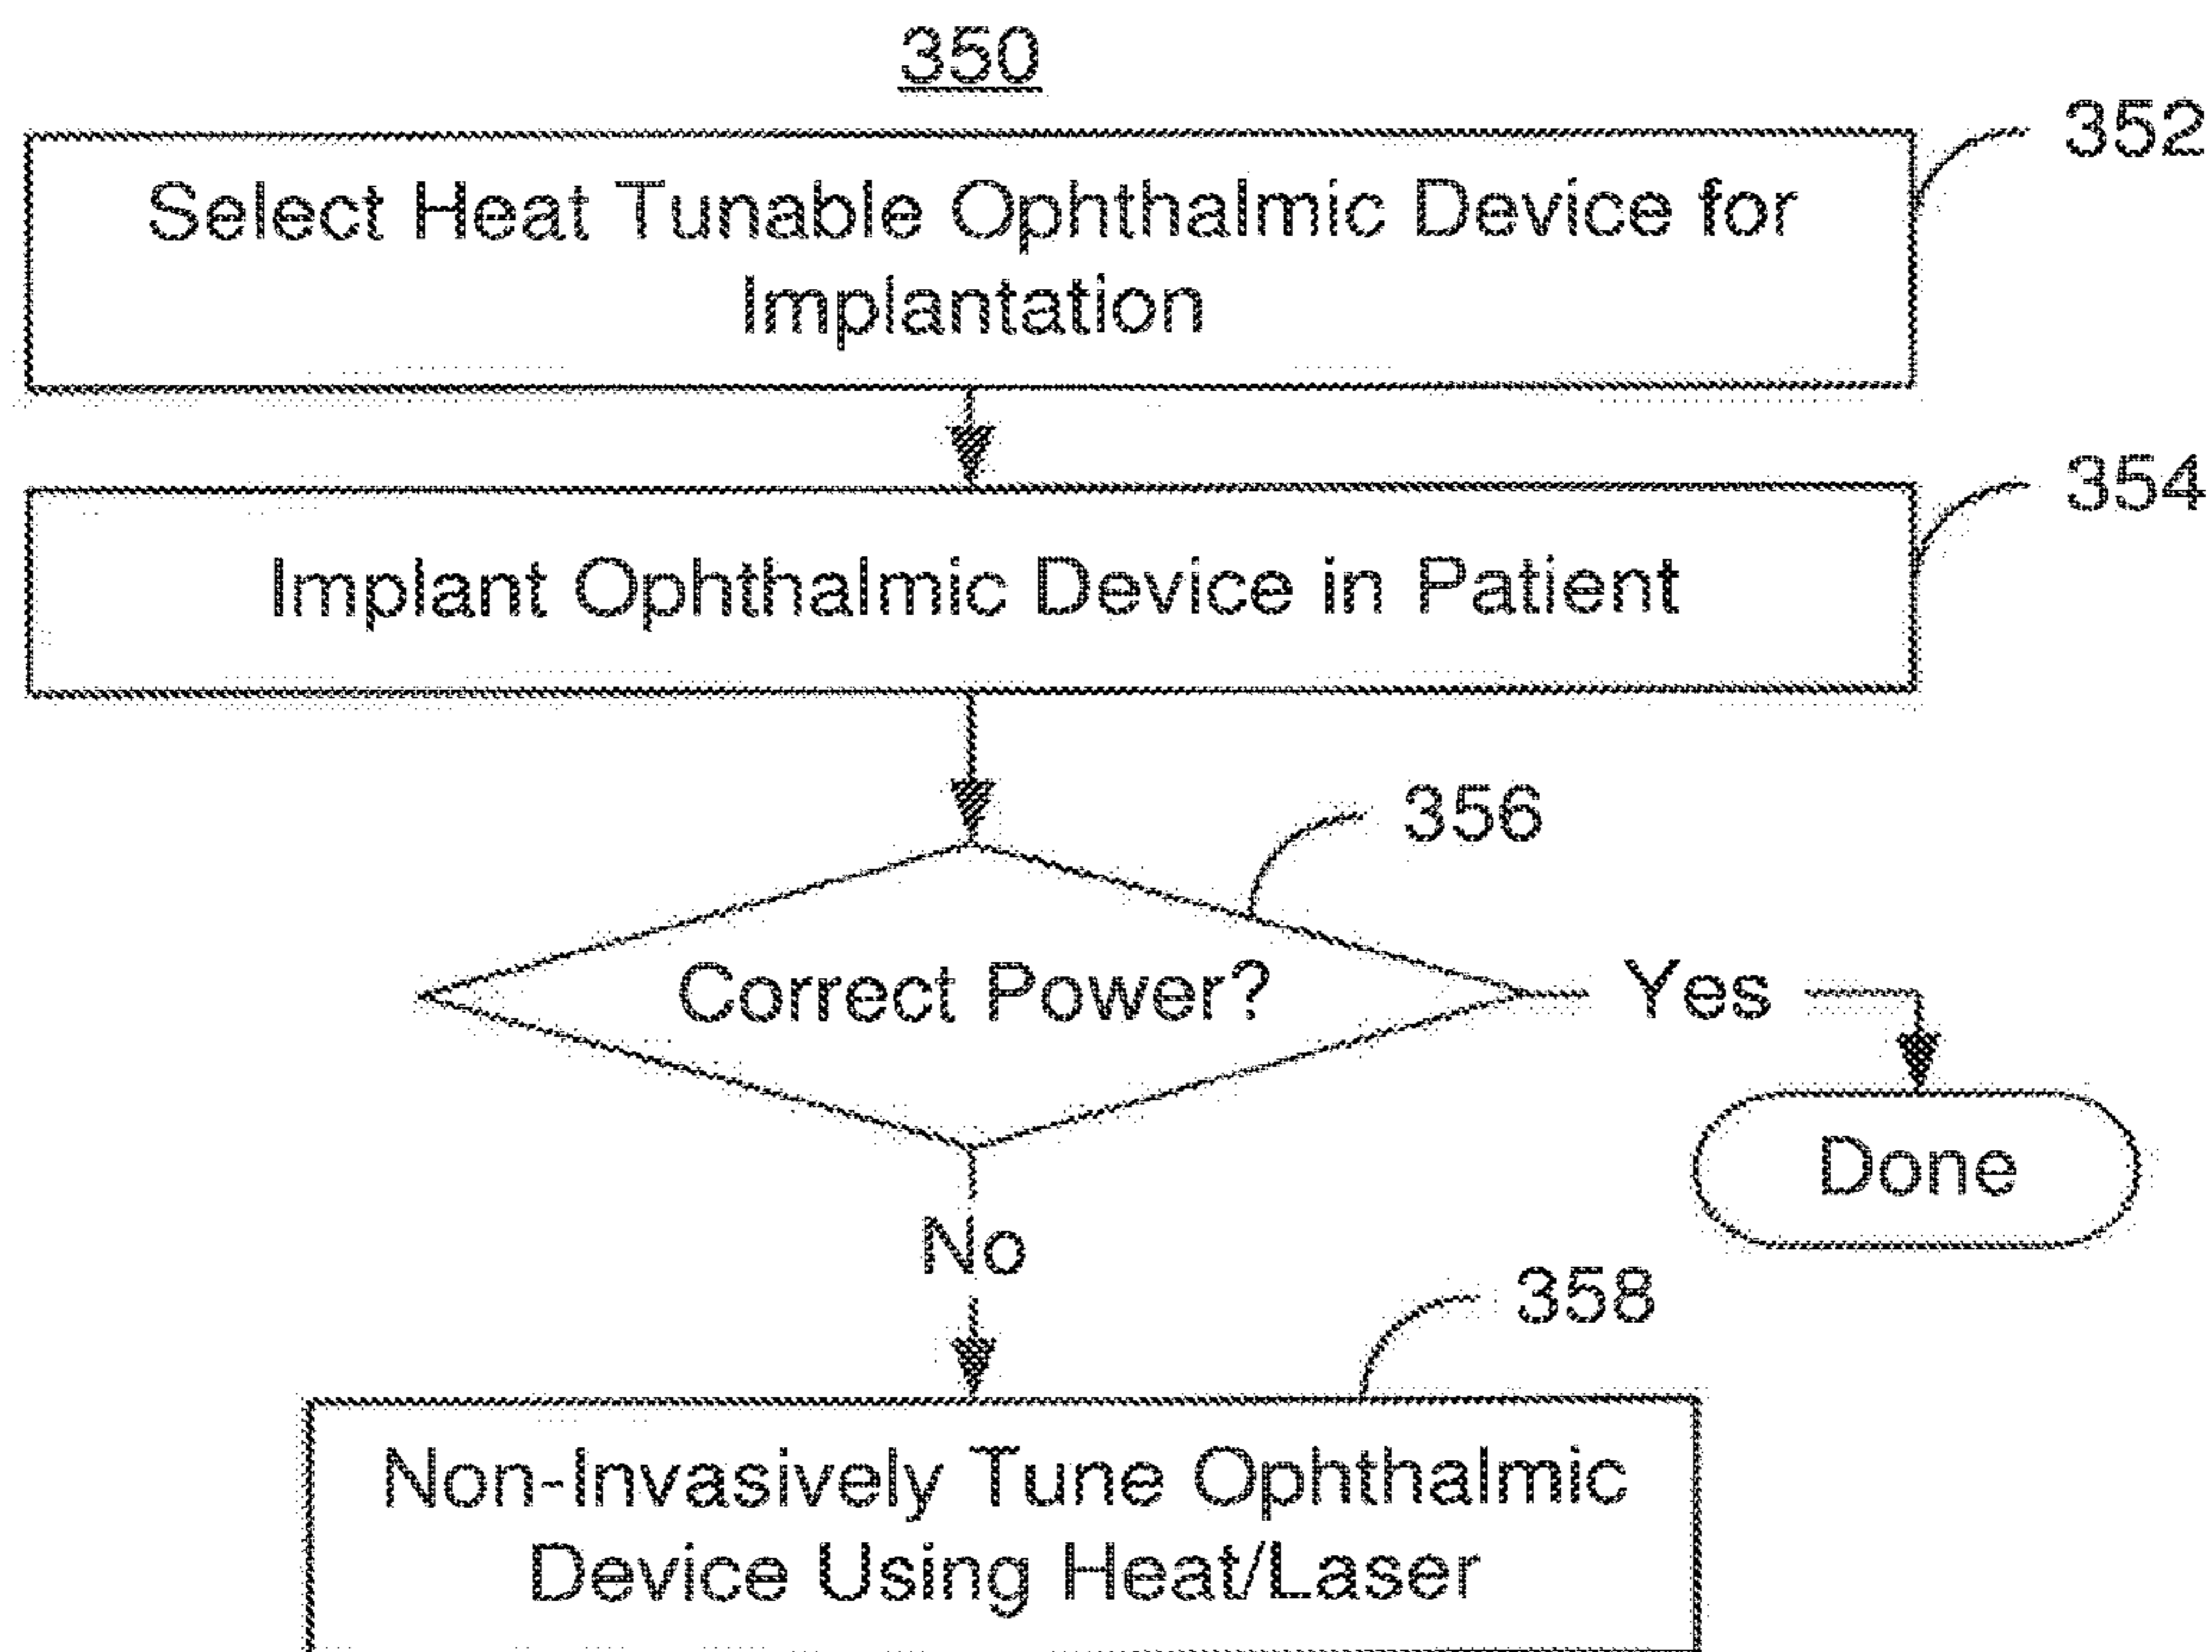 350
352
Select Heat Tunable Ophthalmic Device for
Implantation
354
Implant Ophthalmic Device in Patient
356
Correct Power?
Yes
Done
No
358
Non-Invasively Tune Ophthalmic
Device Using Heat/Laser